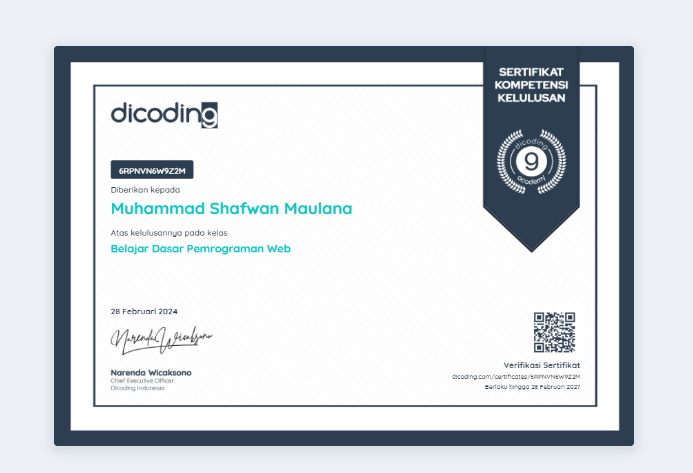 SERTIFIKAT
KOMPETENSI
KELULUSAN
dicoding
dicoding
9
academy
6RPNVN6W9Z2M
Diberikan kepada
Muhammad Shafwan Maulana
Atas kelulusannya pada kelas
Belajar Dasar Pemrograman Web
28 Februari 2024
Narenda Wicaksono
Narenda Wicaksono
Chief Executive Officer
Dicoding Indonesia
Verifikasi Sertifikat
dicoding.com/certificates/6RPNVN6W9Z2M
Berlaku hingga 28 Februari 2027